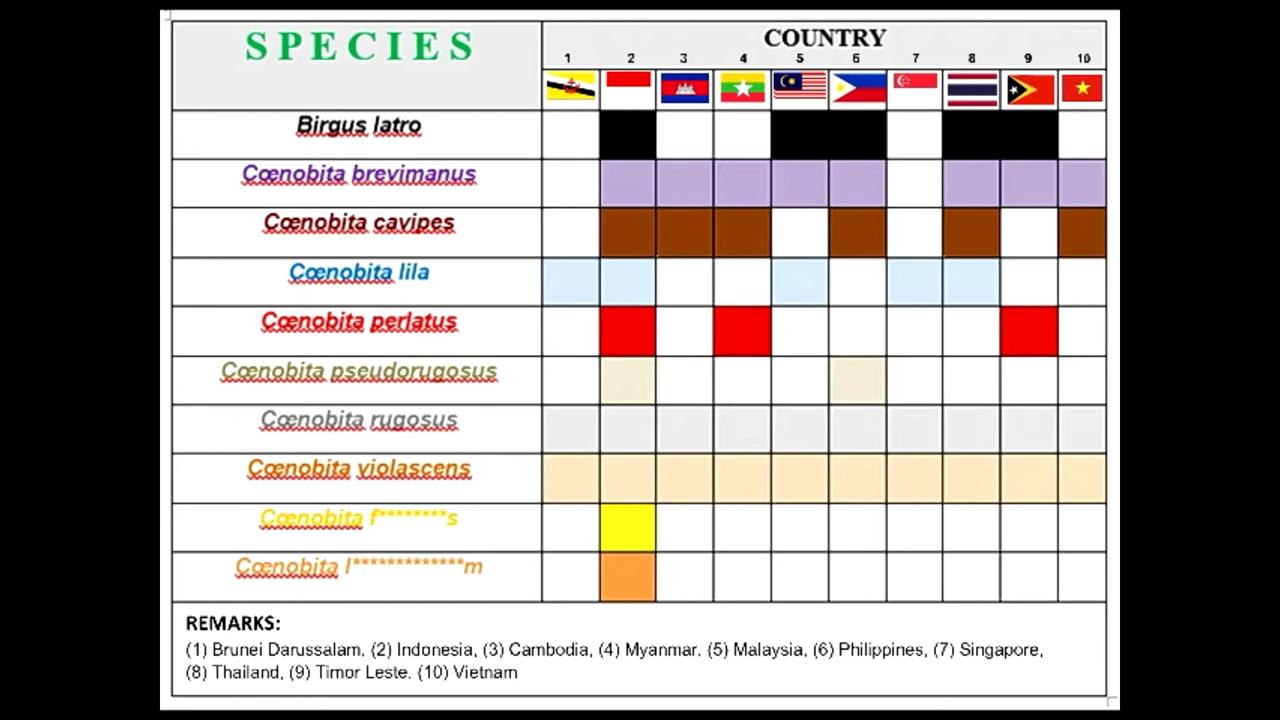 SPECIES
COUNTRY
1 2 3 4 5 6 7 8 9 10
Birgus latro
Cœnobita brevimanus
Cœnobita cavipes
Cœnobita lila
Cœnobita perlatus
Cœnobita pseudorugosus
Cœnobita rugosus
Cœnobita violascens
Cœnobita f********s
Cœnobita l*************m
REMARKS:
(1) Brunei Darussalam, (2) Indonesia, (3) Cambodia, (4) Myanmar. (5) Malaysia, (6) Philippines, (7) Singapore,
(8) Thailand, (9) Timor Leste. (10) Vietnam